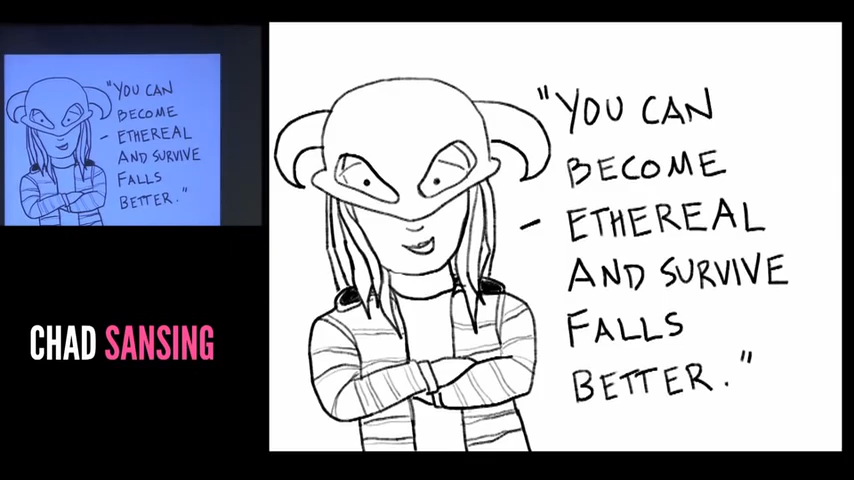 "YOU CAN
BECOME
- ETHEREAL
AND SURVIVE
FALLS
BETTER."
CHAD SANSING
"YOU CAN
BECOME
- ETHEREAL
AND SURVIVE
FALLS
BETTER."